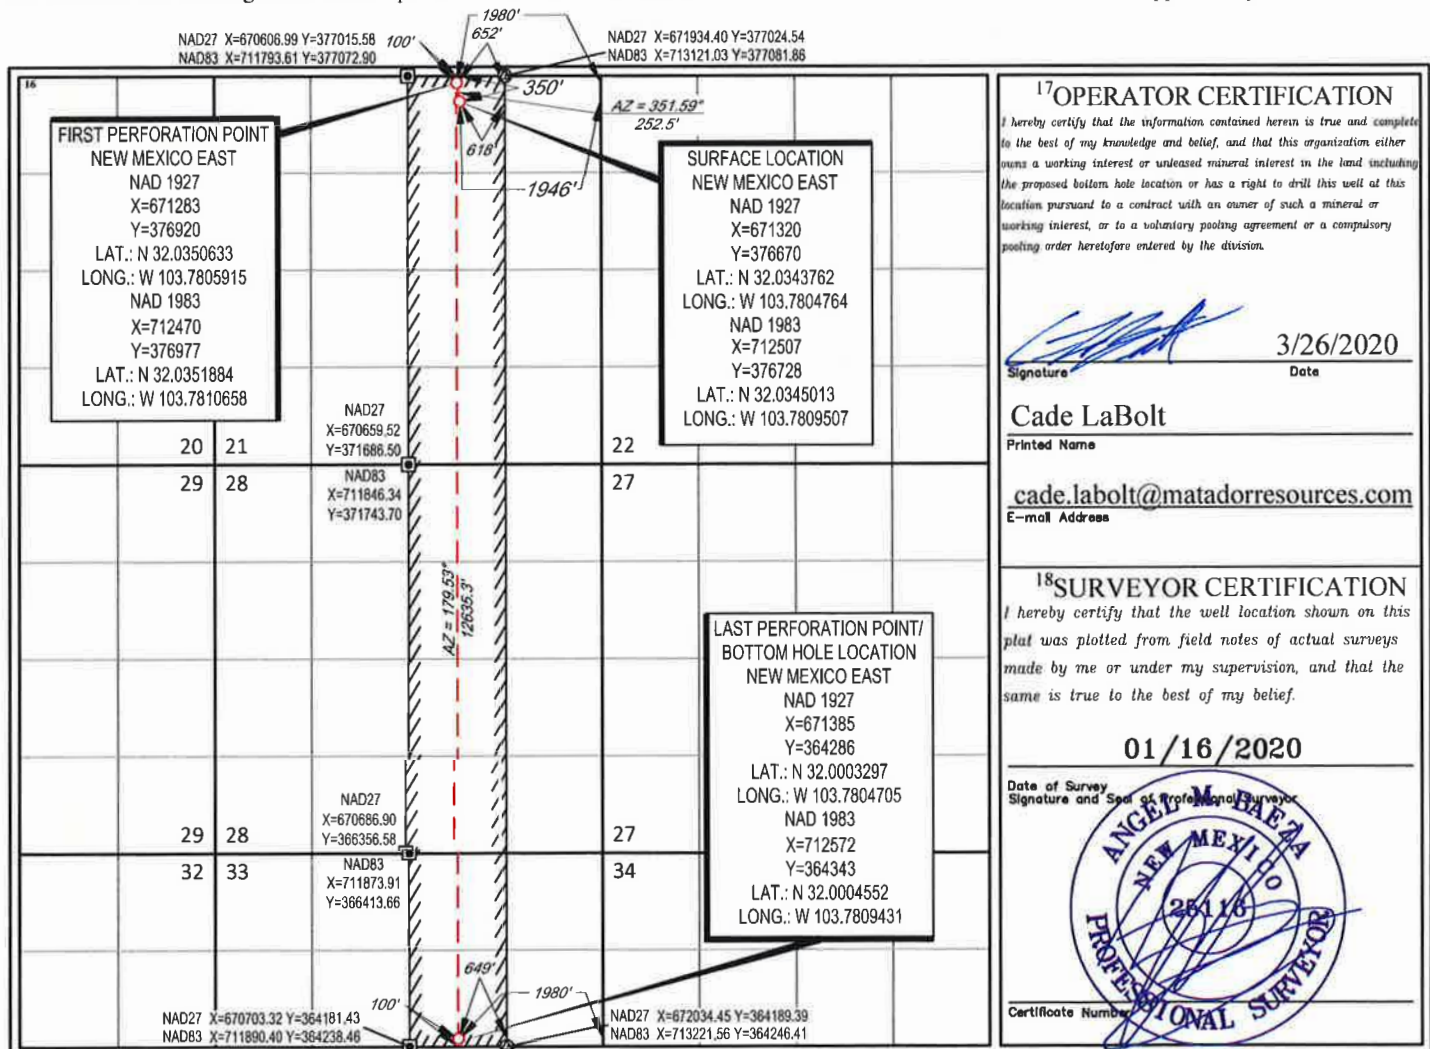 1980'
652'
100'
NAD27 X=670606.99 Y=377015.58
NAD83 X=711793.61 Y=377072.90
NAD27 X=671934.40 Y=377024.54
NAD83 X=713121.03 Y=377081.86
16
350'
AZ = 351.59°
252.5'
618'
1946'
FIRST PERFORATION POINT
NEW MEXICO EAST
NAD 1927
X=671283
Y=376920
LAT.: N 32.0350633
LONG.: W 103.7805915
NAD 1983
X=712470
Y=376977
LAT.: N 32.0351884
LONG.: W 103.7810658
SURFACE LOCATION
NEW MEXICO EAST
NAD 1927
X=671320
Y=376670
LAT.: N 32.0343762
LONG.: W 103.7804764
NAD 1983
X=712507
Y=376728
LAT.: N 32.0345013
LONG.: W 103.7809507
NAD27
X=670659.52
Y=371686.50
20 21
22
29 28
27
NAD83
X=711846.34
Y=371743.70
AZ = 179.53°
12635.3'
LAST PERFORATION POINT/
BOTTOM HOLE LOCATION
NEW MEXICO EAST
NAD 1927
X=671385
Y=364286
LAT.: N 32.0003297
LONG.: W 103.7804705
NAD 1983
X=712572
Y=364343
LAT.: N 32.0004552
LONG.: W 103.7809431
NAD27
X=670686.90
Y=366356.58
29 28
27
32 33
34
NAD83
X=711873.91
Y=366413.66
649'
100'
1980'
NAD27 X=670703.32 Y=364181.43
NAD83 X=711890.40 Y=364238.46
NAD27 X=672034.45 Y=364189.39
NAD83 X=713221.56 Y=364246.41
17 OPERATOR CERTIFICATION
I hereby certify that the information contained herein is true and complete
to the best of my knowledge and belief, and that this organization either
owns a working interest or unleased mineral interest in the land including
the proposed bottom hole location or has a right to drill this well at this
location pursuant to a contract with an owner of such a mineral or
working interest, or to a voluntary pooling agreement or a compulsory
pooling order heretofore entered by the division.
3/26/2020
Signature Date
Cade LaBolt
Printed Name
cade.labolt@matadorresources.com
E-mail Address
18 SURVEYOR CERTIFICATION
I hereby certify that the well location shown on this
plat was plotted from field notes of actual surveys
made by me or under my supervision, and that the
same is true to the best of my belief.
01/16/2020
Date of Survey
Signature and Seal of Professional Surveyor
ANGEL M. BAEZA
NEW MEXICO
25116
PROFESSIONAL SURVEYOR
Certificate Number